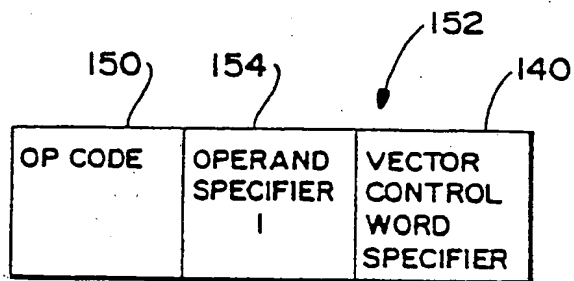 152
150 154 140
OP CODE
OPERAND
SPECIFIER
1
VECTOR
CONTROL
WORD
SPECIFIER